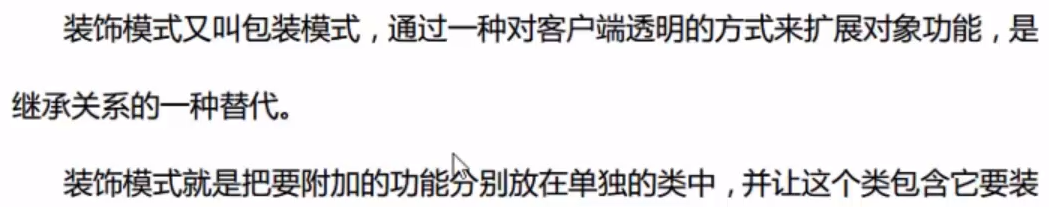 装饰模式又叫包装模式，通过一种对客户端透明的方式来扩展对象功能，是
继承关系的一种替代。
装饰模式就是把要附加的功能分别放在单独的类中，并让这个类包含它要装